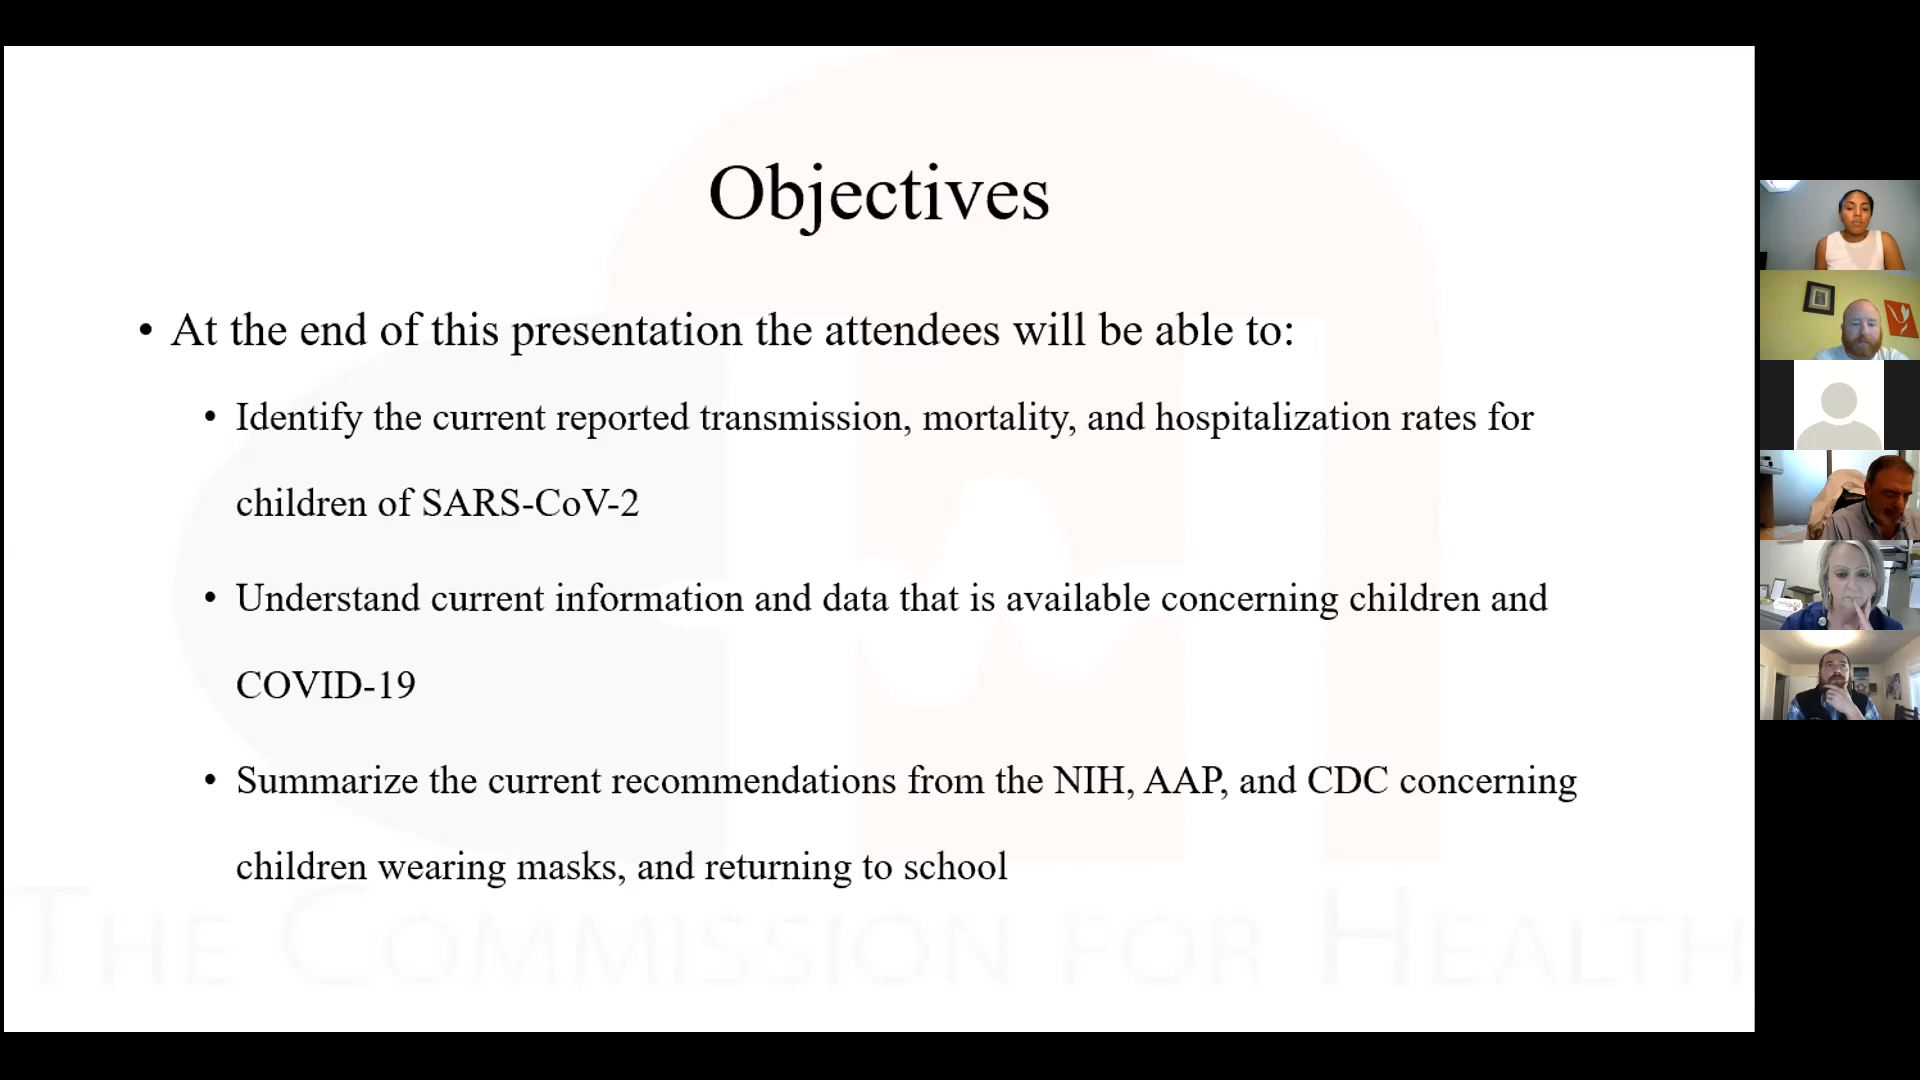 Objectives
• At the end of this presentation the attendees will be able to:
• Identify the current reported transmission, mortality, and hospitalization rates for
children of SARS-CoV-2
• Understand current information and data that is available concerning children and
COVID-19
• Summarize the current recommendations from the NIH, AAP, and CDC concerning
children wearing masks, and returning to school
THE COMMISSION FOR HEALTH